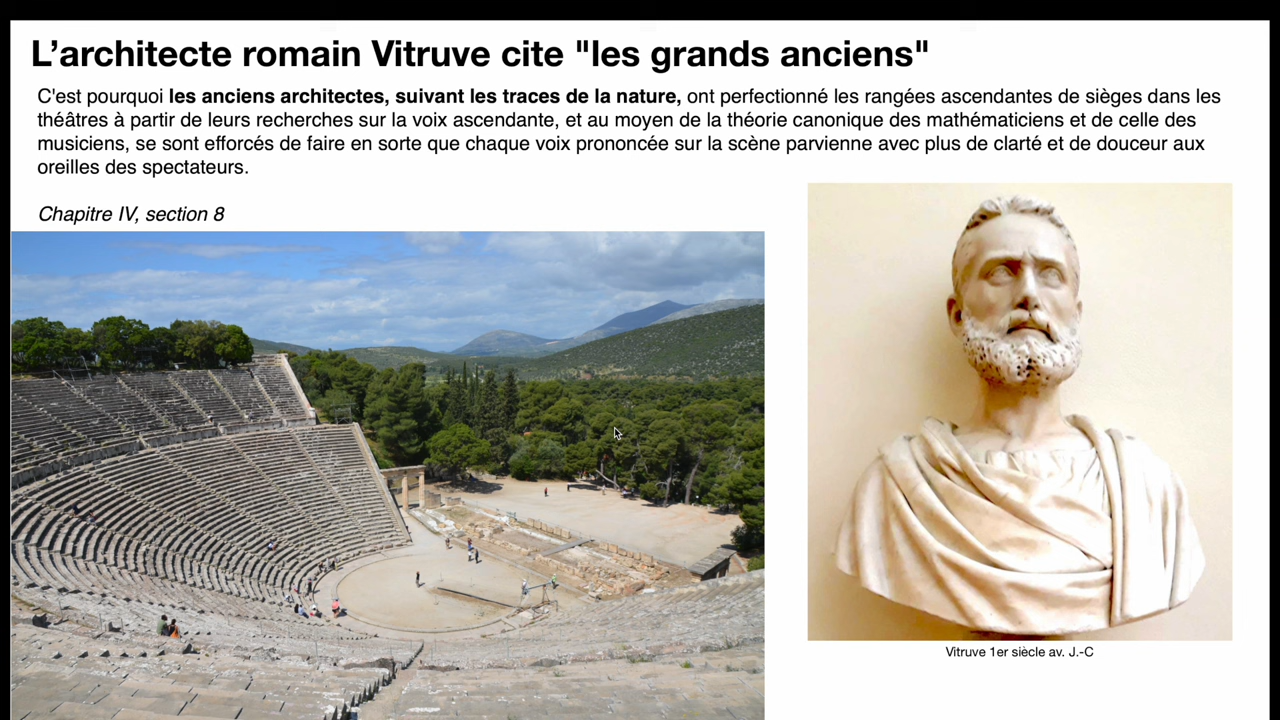 L’architecte romain Vitruve cite "les grands anciens"
C'est pourquoi les anciens architectes, suivant les traces de la nature, ont perfectionné les rangées ascendantes de sièges dans les
théâtres à partir de leurs recherches sur la voix ascendante, et au moyen de la théorie canonique des mathématiciens et de celle des
musiciens, se sont efforcés de faire en sorte que chaque voix prononcée sur la scène parvienne avec plus de clarté et de douceur aux
oreilles des spectateurs.
Chapitre IV, section 8
Vitruve 1er siècle av. J.-C